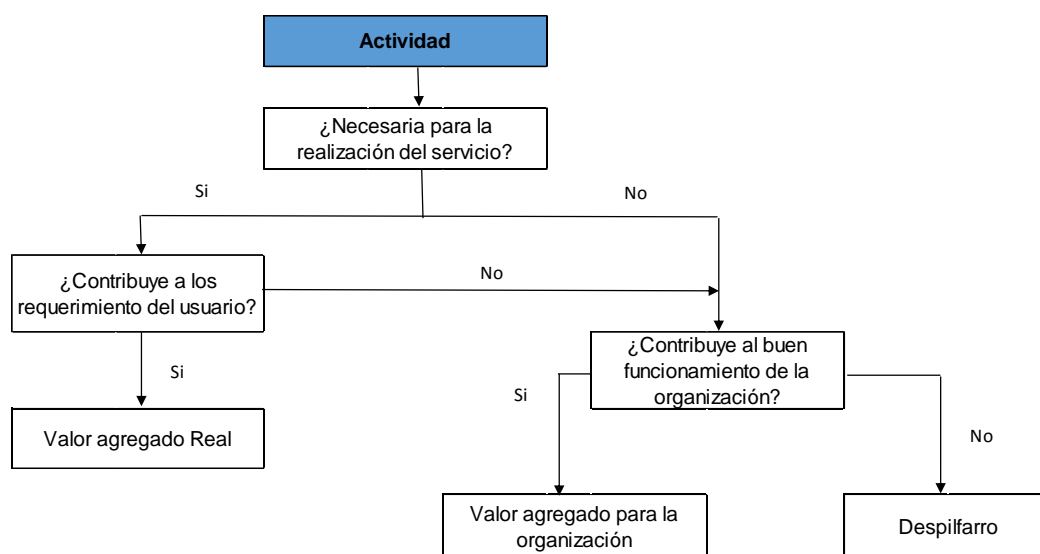 Actividad
¿Necesaria para la
realización del servicio?
Si
No
¿Contribuye a los
requerimiento del usuario?
No
¿Contribuye al buen
funcionamiento de la
organización?
Si
Si
No
Valor agregado Real
Valor agregado para la
organización
Despilfarro